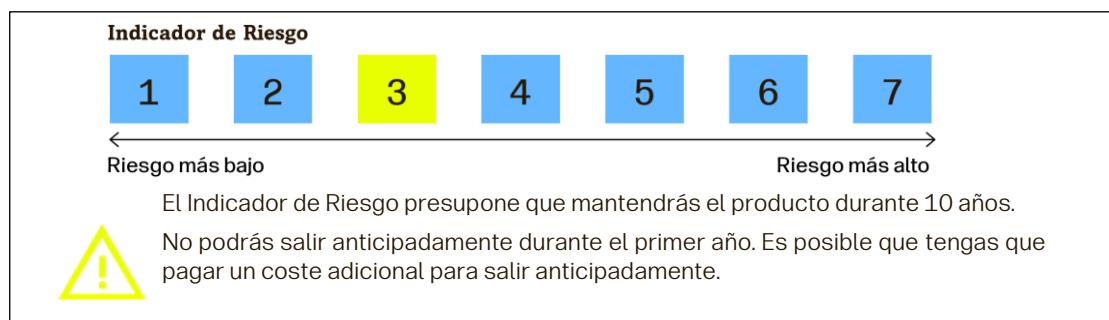 Indicador de Riesgo
1 2 3 4 5 6 7
Riesgo más bajo Riesgo más alto
El Indicador de Riesgo presupone que mantendrás el producto durante 10 años.
No podrás salir anticipadamente durante el primer año. Es posible que tengas que
pagar un coste adicional para salir anticipadamente.